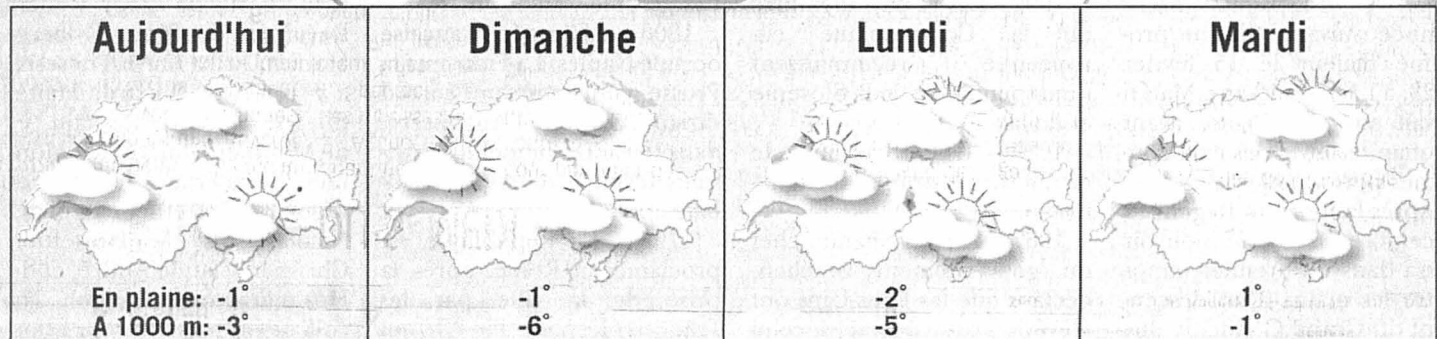 Aujourd'hui
En plaine: -1°
A 1000 m: -3°
Dimanche
-1°
-6°
Lundi
-2°
-5°
Mardi
1°
-1°